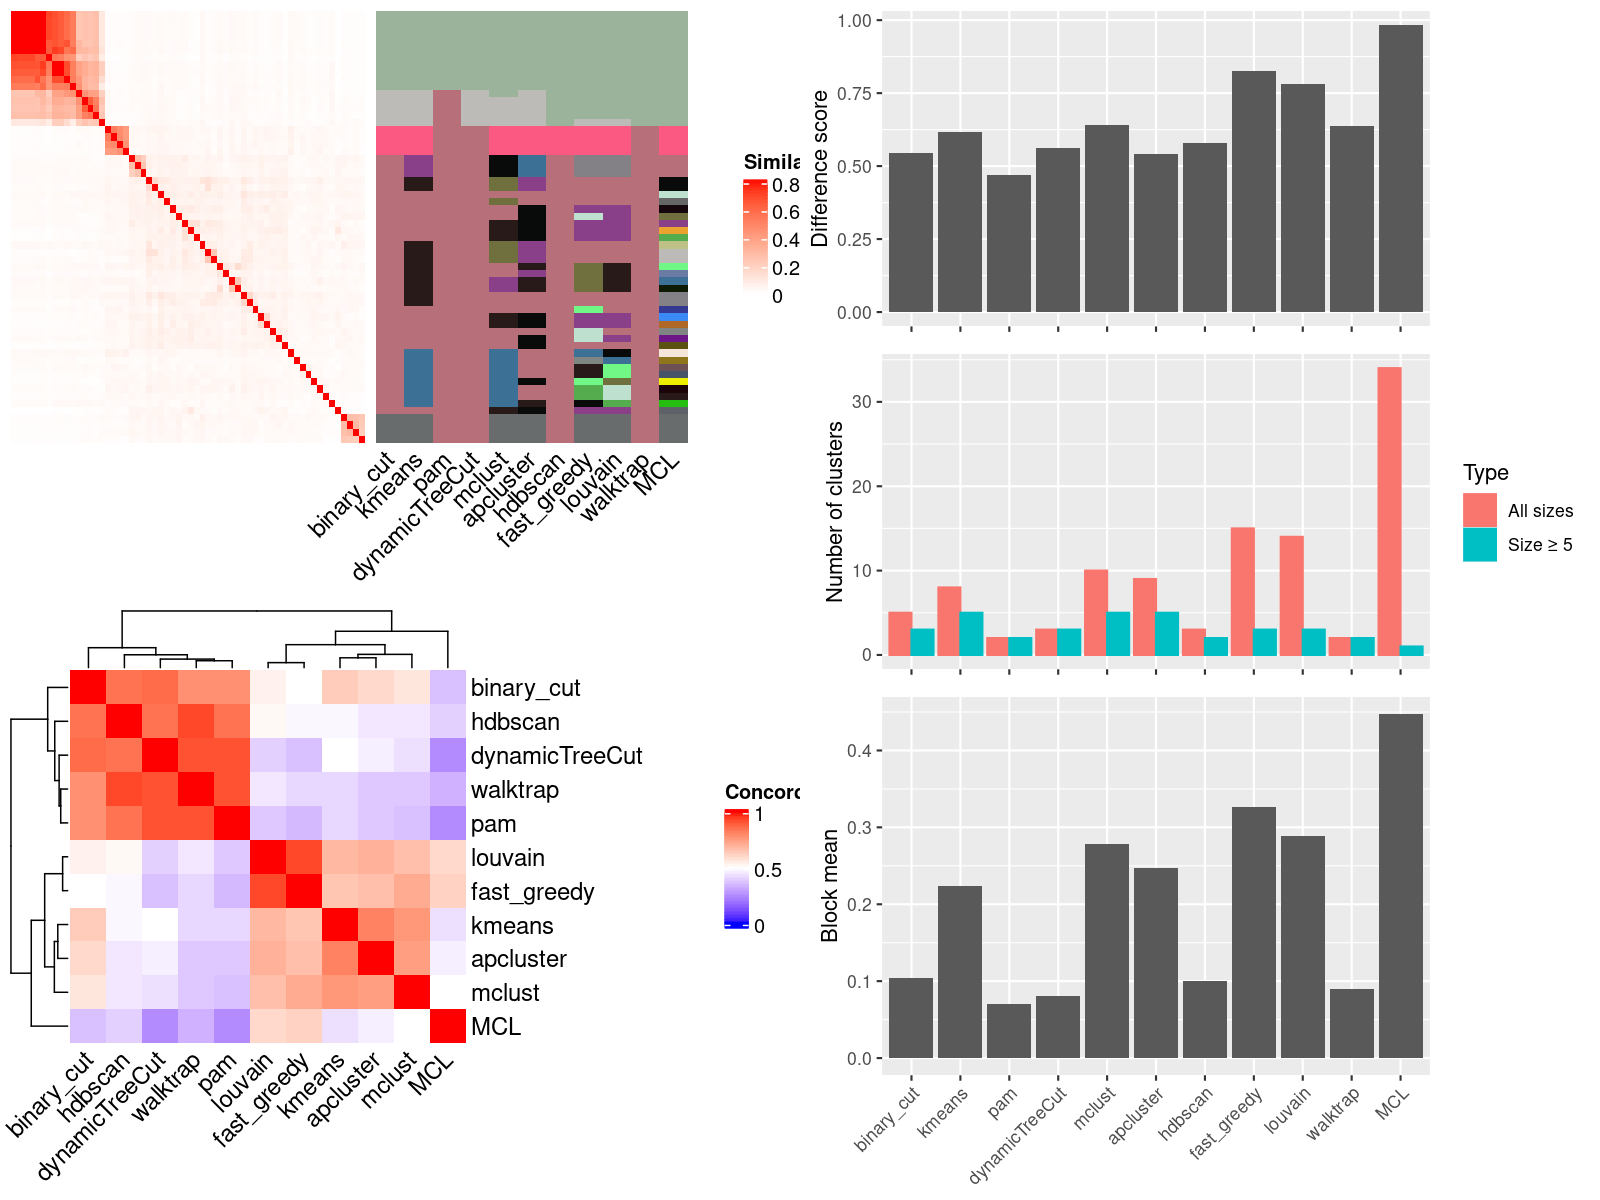 Simila
0.8
0.6
0.4
0.2
0
binary_cut
kmeans
pam
dynamicTreeCut
mclust
apcluster
hdbscan
fast_greedy
louvain
walktrap
MCL
binary_cut
hdbscan
dynamicTreeCut
walktrap
pam
louvain
fast_greedy
kmeans
apcluster
mclust
MCL
binary_cut
hdbscan
dynamicTreeCut
walktrap
pam
louvain
fast_greedy
kmeans
apcluster
mclust
MCL
Concord
1
0.5
0
Difference score
1.00
0.75
0.50
0.25
0.00
Number of clusters
30
20
10
0
Type
All sizes
Size ≥ 5
Block mean
0.4
0.3
0.2
0.1
0.0
binary_cut
kmeans
pam
dynamicTreeCut
mclust
apcluster
hdbscan
fast_greedy
louvain
walktrap
MCL